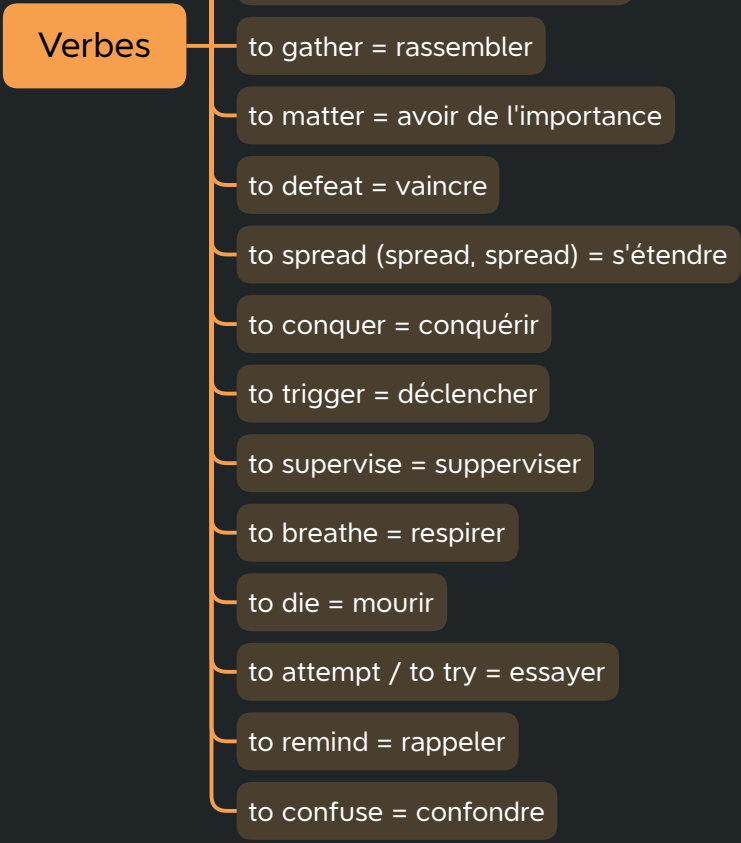 Verbes
to gather = rassembler
to matter = avoir de l'importance
to defeat = vaincre
to spread (spread, spread) = s'étendre
to conquer = conquérir
to trigger = déclencher
to supervise = supperviser
to breathe = respirer
to die = mourir
to attempt / to try = essayer
to remind = rappeler
to confuse = confondre